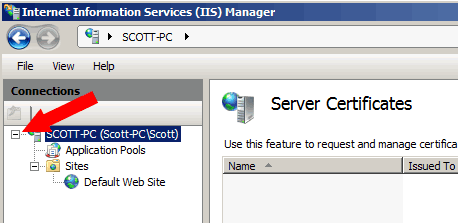 Internet Information Services (IIS) Manager
SCOTT-PC
File View Help
Connections
SCOTT-PC (Scott-PC\Scott)
Application Pools
Sites
Default Web Site
Server Certificates
Use this feature to request and manage certifica
Name Issued To